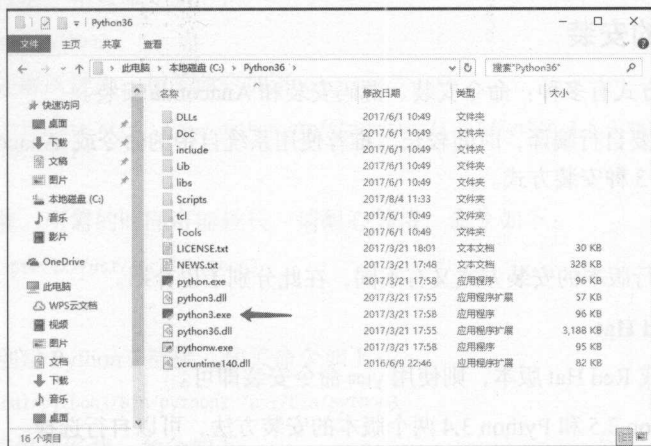 Python36
文件 主页 共享 查看
此电脑 › 本地磁盘 (C:) › Python36 ›
搜索"Python36"
名称 修改日期 类型 大小
快速访问
桌面
下载
文稿
图片
本地磁盘 (C:)
音乐
影片
OneDrive
此电脑
WPS云文档
视频
图片
文档
下载
音乐
桌面
DLLs 2017/6/1 10:49 文件夹
Doc 2017/6/1 10:49 文件夹
include 2017/6/1 10:49 文件夹
Lib 2017/6/1 10:49 文件夹
libs 2017/6/1 10:49 文件夹
Scripts 2017/8/4 11:33 文件夹
tcl 2017/6/1 10:49 文件夹
Tools 2017/6/1 10:49 文件夹
LICENSE.txt 2017/3/21 18:01 文本文档 30 KB
NEWS.txt 2017/3/21 17:48 文本文档 328 KB
python.exe 2017/3/21 17:58 应用程序 96 KB
python3.dll 2017/3/21 17:55 应用程序扩展 57 KB
python3.exe 2017/3/21 17:58 应用程序 96 KB
python36.dll 2017/3/21 17:55 应用程序扩展 3,188 KB
pythonw.exe 2017/3/21 17:58 应用程序 95 KB
vcruntime140.dll 2016/6/9 22:46 应用程序扩展 82 KB
16 个项目